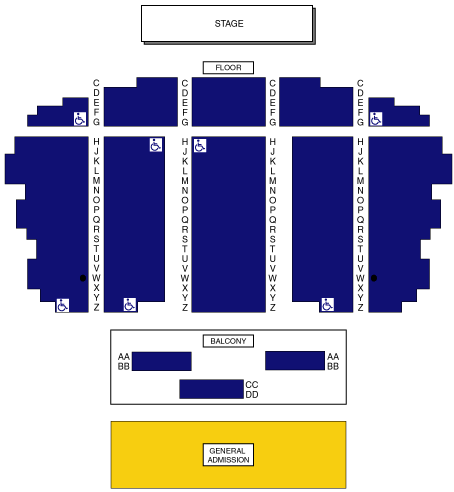 STAGE
FLOOR
C C C C
D D D D
E E E E
F F F F
G G G G
H H H H
J J J J
K K K K
L L L L
M M M M
N N N N
O O O O
P P P P
Q Q Q Q
R R R R
S S S S
T T T T
U U U U
V V V V
W W W W
X X X X
Y Y Y Y
Z Z Z Z
BALCONY
AA AA
BB BB
CC
DD
GENERAL
ADMISSION